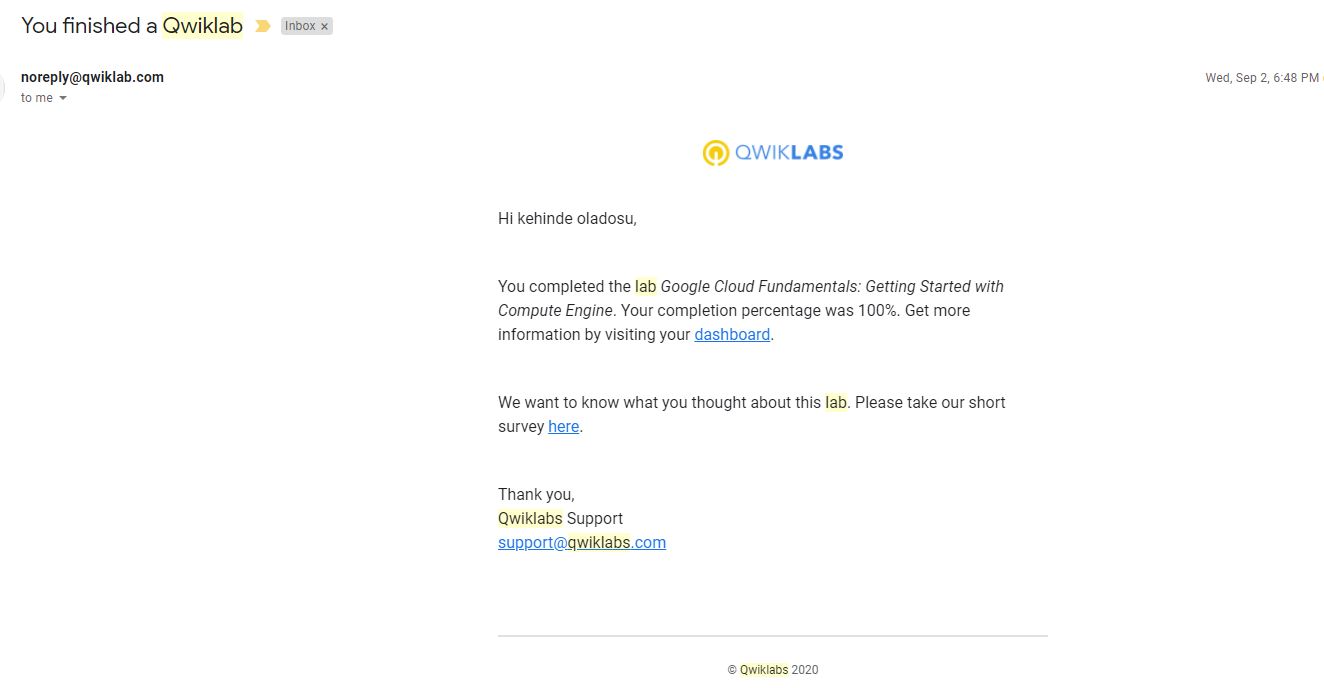 You finished a Qwiklab Inbox ×
noreply@qwiklab.com
Wed, Sep 2, 6:48 PM
to me
QWIKLABS
Hi kehinde oladosu,
You completed the lab Google Cloud Fundamentals: Getting Started with
Compute Engine. Your completion percentage was 100%. Get more
information by visiting your dashboard.
We want to know what you thought about this lab. Please take our short
survey here.
Thank you,
Qwiklabs Support
support@qwiklabs.com
© Qwiklabs 2020